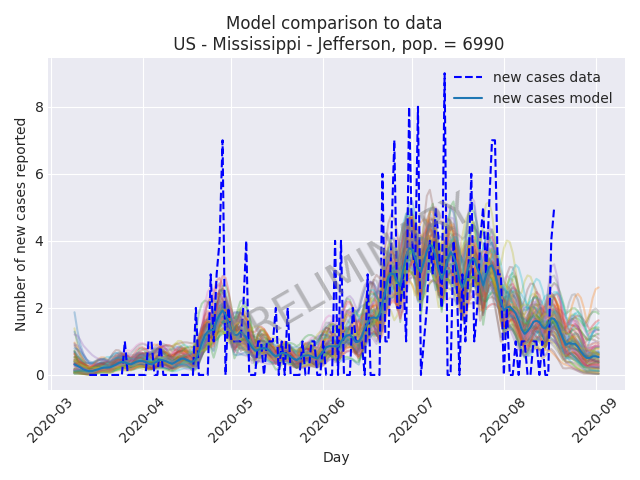 Model comparison to data
US - Mississippi - Jefferson, pop. = 6990
new cases data
new cases model
PRELIMINARY
Number of new cases reported
8
6
4
2
0
2020-03
2020-04
2020-05
2020-06
2020-07
2020-08
2020-09
Day